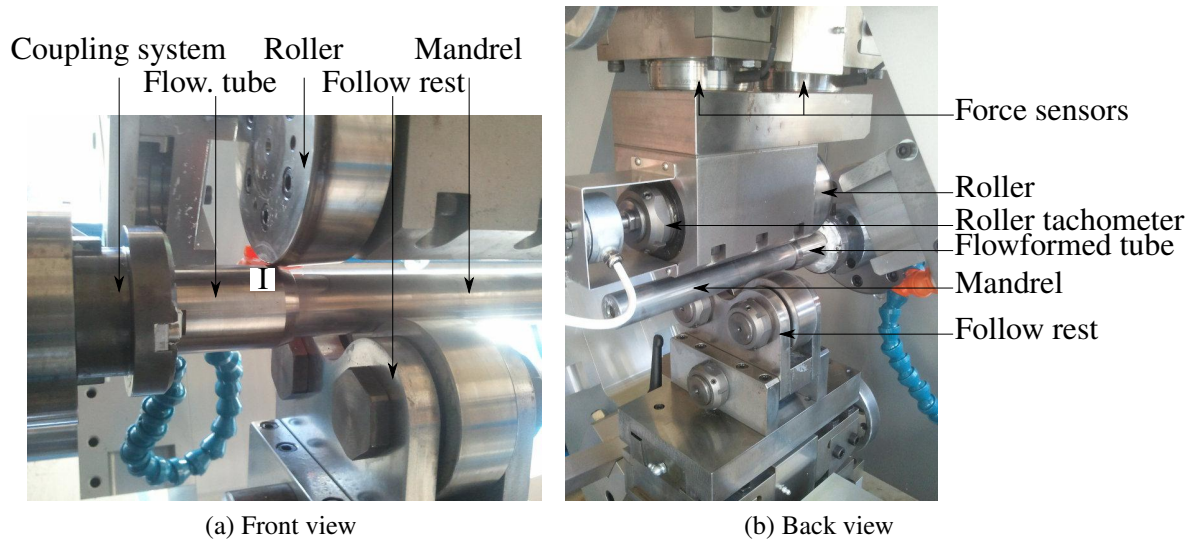 Coupling system Roller Mandrel
Flow. tube Follow rest
I
(a) Front view
Force sensors
Roller
Roller tachometer
Flowformed tube
Mandrel
Follow rest
(b) Back view